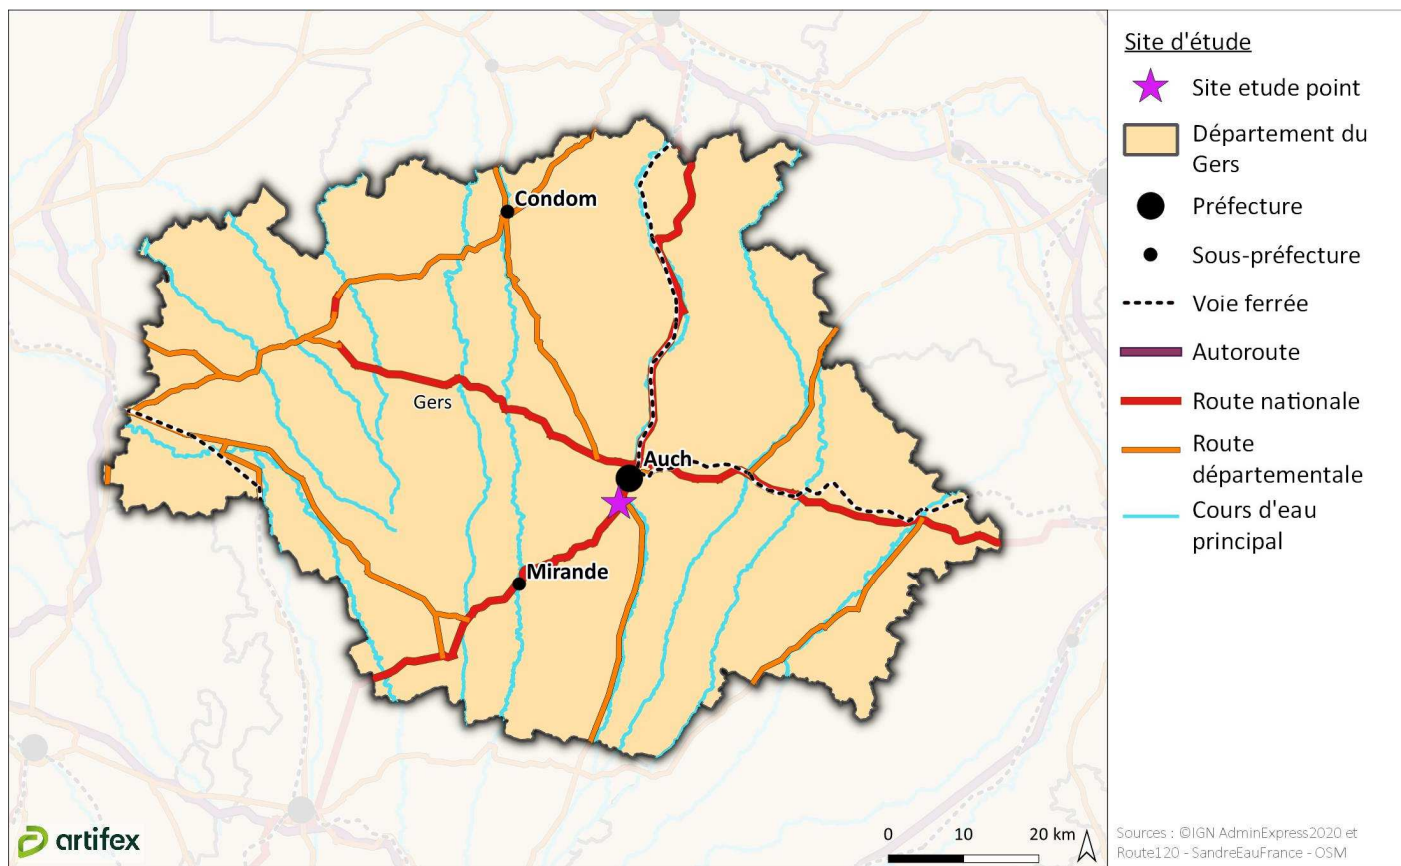 Condom
Gers
Auch
Mirande
artifex
0 10 20 km
Site d'étude
Site etude point
Département du
Gers
Préfecture
Sous-préfecture
Voie ferrée
Autoroute
Route nationale
Route
départementale
Cours d'eau
principal
Sources : ©IGN AdminExpress2020 et
Route120 - SandreEauFrance - OSM